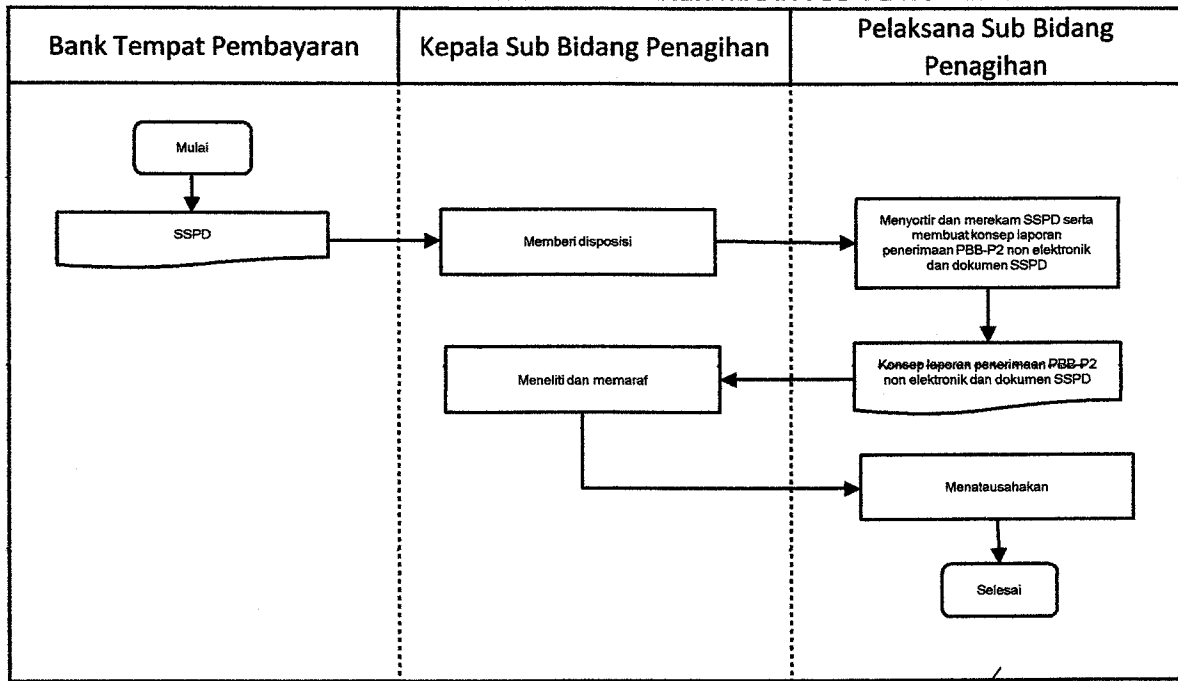 Bank Tempat Pembayaran
Kepala Sub Bidang Penagihan
Pelaksana Sub Bidang
Penagihan
Mulai
SSPD
Memberi disposisi
Menyortir dan merekam SSPD serta
membuat konsep laporan
penerimaan PBB-P2 non elektronik
dan dokumen SSPD
Konsep laporan penerimaan PBB-P2
non elektronik dan dokumen SSPD
Meneliti dan memaraf
Menatausahakan
Selesai